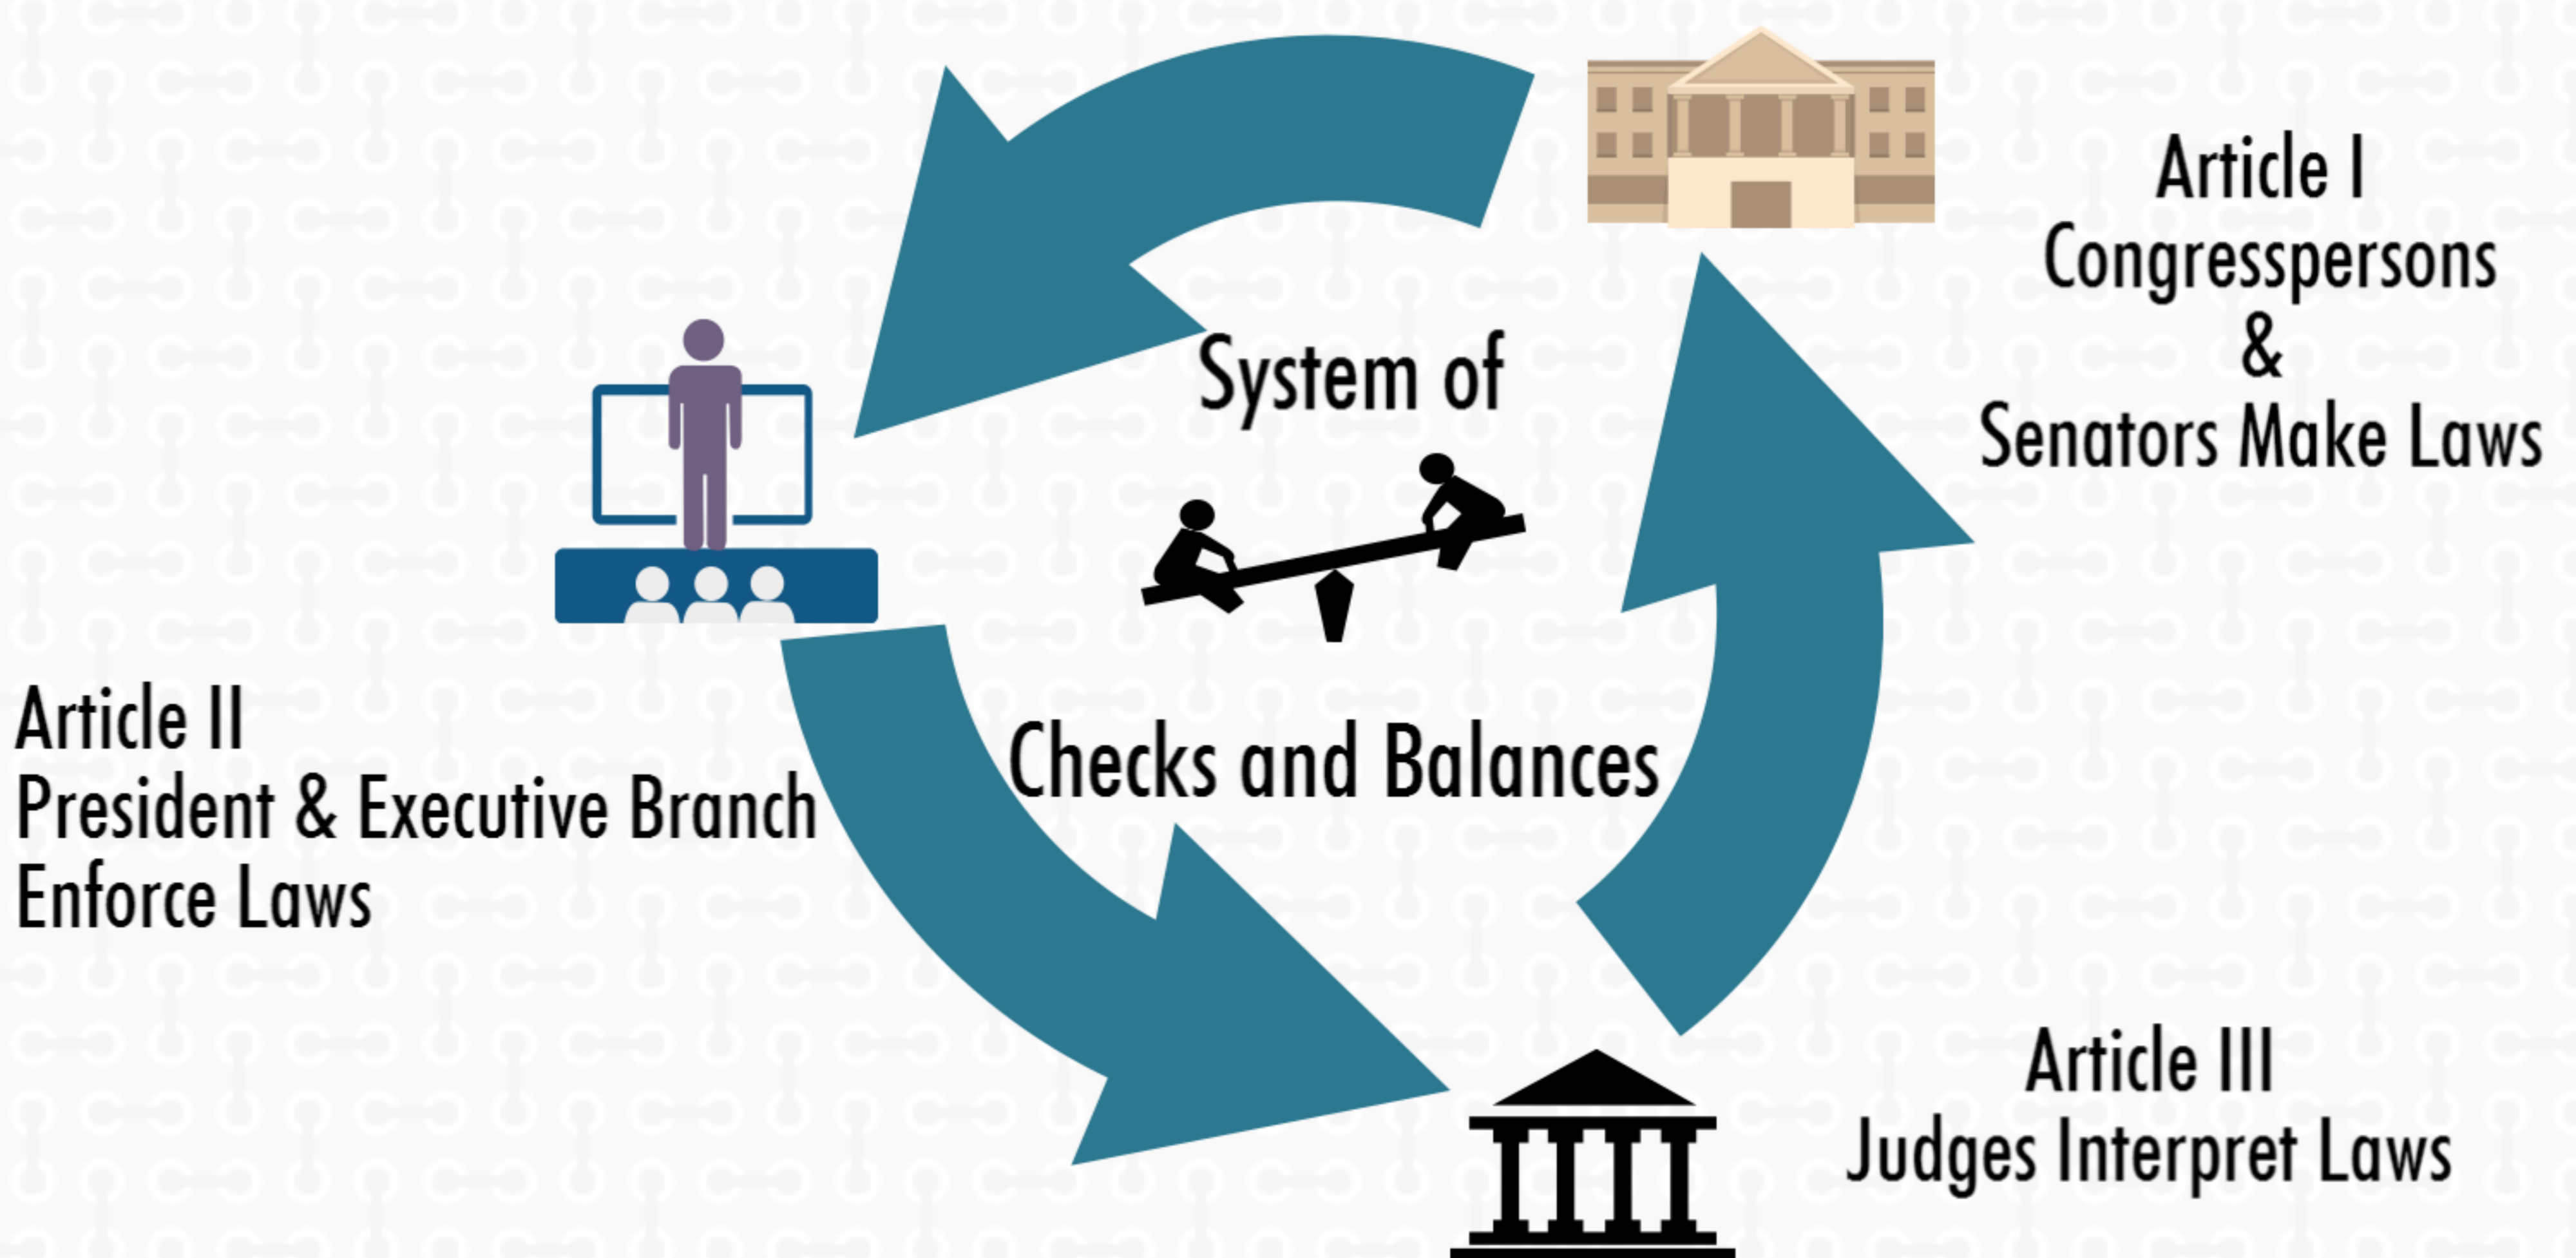 Article I
Congresspersons
&
Senators Make Laws
System of
Checks and Balances
Article II
President & Executive Branch
Enforce Laws
Article III
Judges Interpret Laws